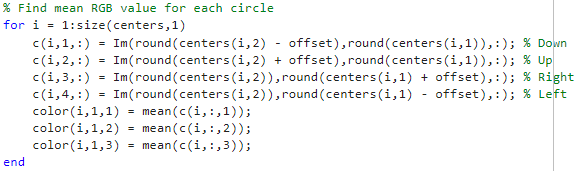 % Find mean RGB value for each circle
for i = 1:size(centers,1)
    c(i,1,:) = Im(round(centers(i,2) - offset),round(centers(i,1)),:); % Down
    c(i,2,:) = Im(round(centers(i,2) + offset),round(centers(i,1)),:); % Up
    c(i,3,:) = Im(round(centers(i,2)),round(centers(i,1) + offset),:); % Right
    c(i,4,:) = Im(round(centers(i,2)),round(centers(i,1) - offset),:); % Left
    color(i,1,1) = mean(c(i,:,1));
    color(i,1,2) = mean(c(i,:,2));
    color(i,1,3) = mean(c(i,:,3));
end